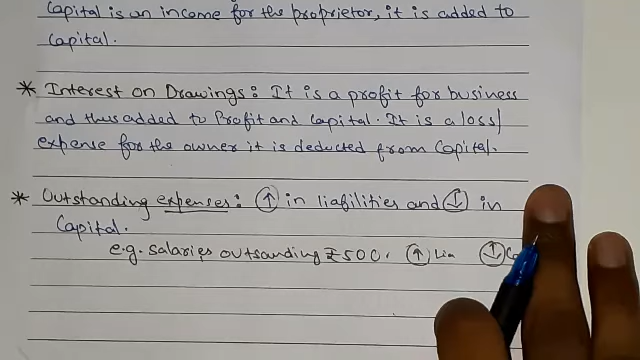 Capital is an income for the proprietor, it is added to
Capital.
* Interest on Drawings: It is a profit for business
and thus added to Profit and Capital. It is a loss/
expense for the owner it is deducted from Capital.
* Outstanding expenses: ↑ in liabilities and ↓ in
Capital.
e.g. salaries outsanding ₹500. ↑ Lia ↓